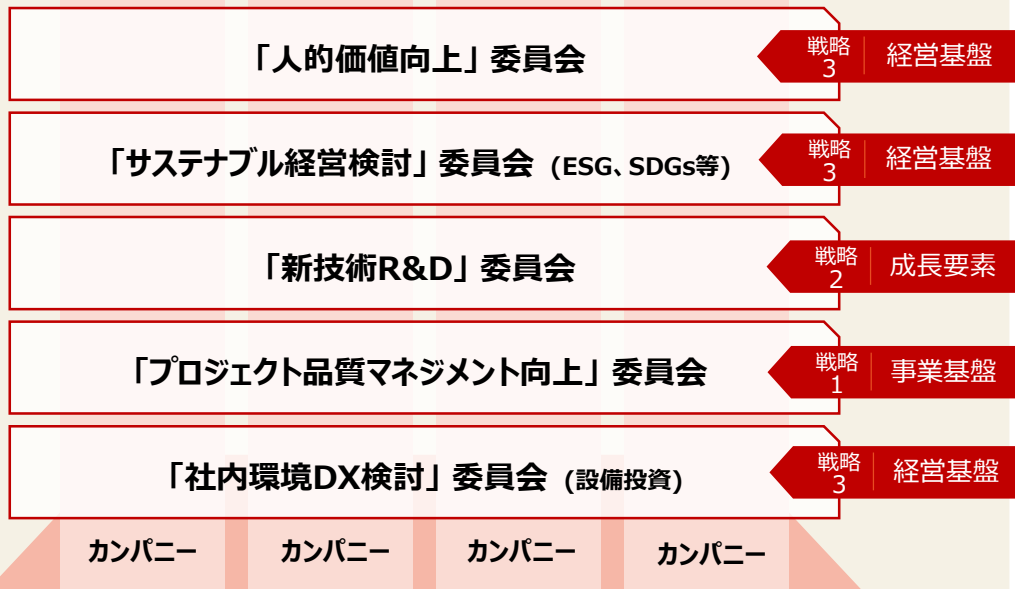 「人的価値向上」委員会
戦略
3
経営基盤
「サステナブル経営検討」委員会 (ESG、SDGs等)
戦略
3
経営基盤
「新技術R&D」委員会
戦略
2
成長要素
「プロジェクト品質マネジメント向上」委員会
戦略
1
事業基盤
「社内環境DX検討」委員会 (設備投資)
戦略
3
経営基盤
カンパニー
カンパニー
カンパニー
カンパニー